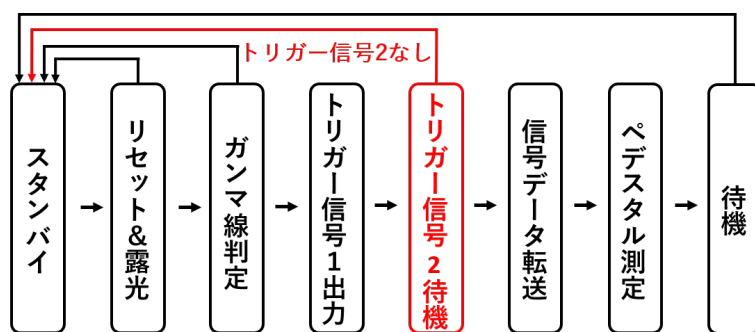 トリガー信号2なし
スタンバイ
リセット&露光
ガンマ線判定
トリガー信号1出力
トリガー信号2待機
信号データ転送
ペデスタル測定
待機